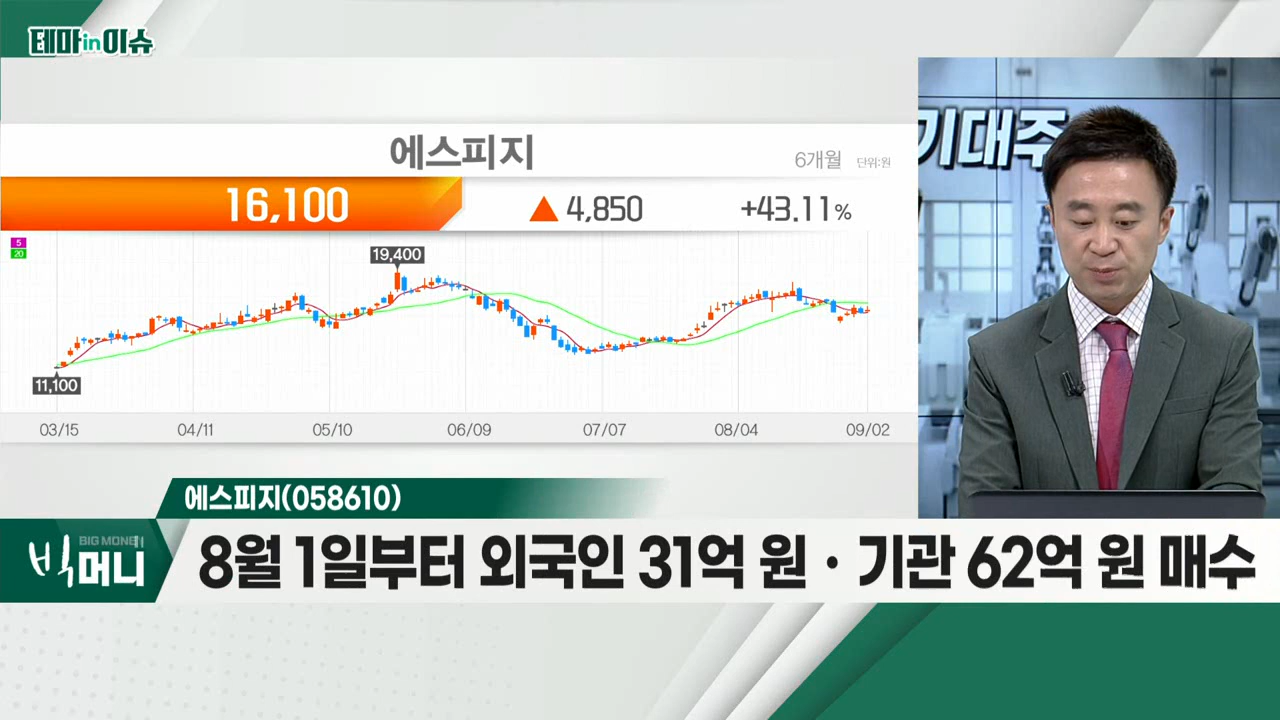 테마in이슈
기대주
에스피지
6개월 단위:원
16,100 ▲ 4,850 +43.11%
5
20
19,400
11,100
03/15 04/11 05/10 06/09 07/07 08/04 09/02
에스피지(058610)
BIG MONEY
빅머니
8월 1일부터 외국인 31억 원 · 기관 62억 원 매수